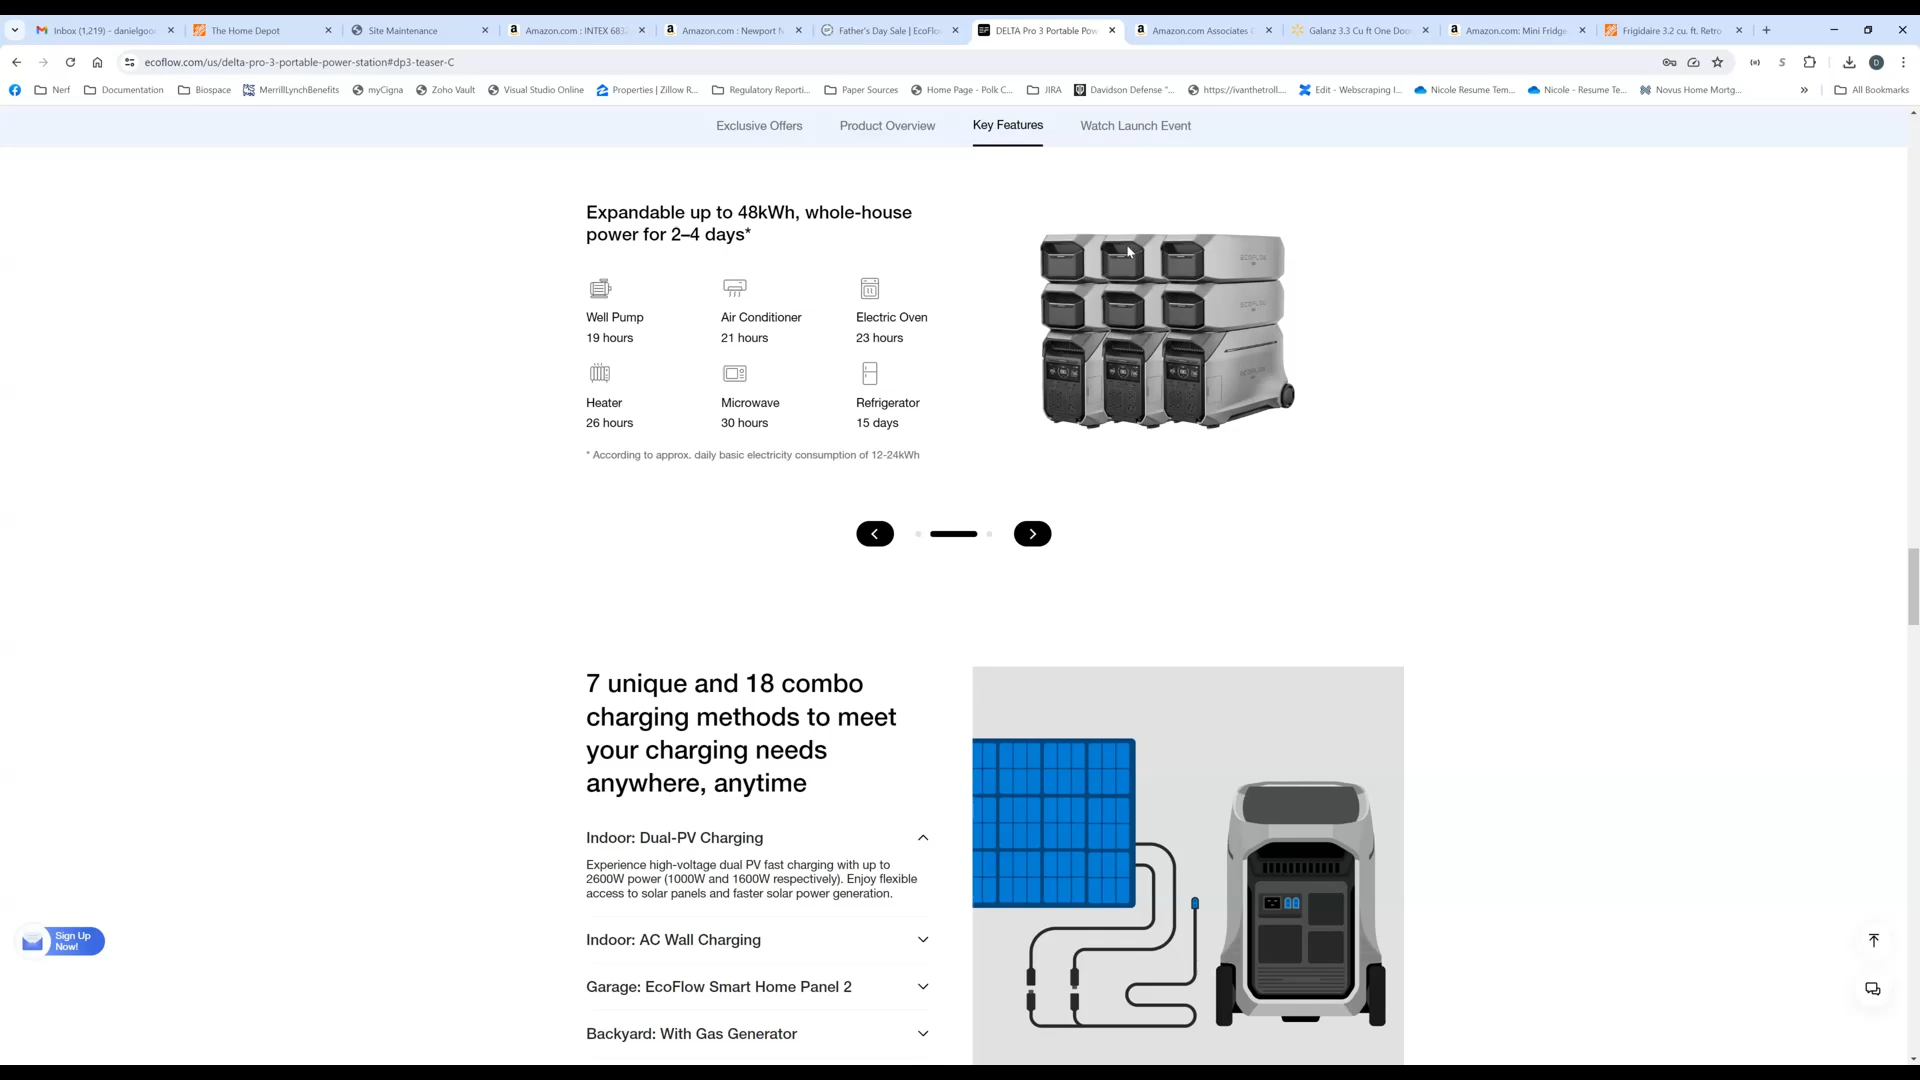 Inbox (1,219) - danielgoo
The Home Depot
Site Maintenance
Amazon.com : INTEX 683
Amazon.com : Newport N
Father's Day Sale | EcoFlo
DELTA Pro 3 Portable Pow
Amazon.com Associates C
Galanz 3.3 Cu ft One Doo
Amazon.com: Mini Fridge
Frigidaire 3.2 cu. ft. Retro
ecoflow.com/us/delta-pro-3-portable-power-station#dp3-teaser-C
Nerf
Documentation
Biospace
MerrillLynchBenefits
myCigna
Zoho Vault
Visual Studio Online
Properties | Zillow R...
Regulatory Reporti...
Paper Sources
Home Page - Polk C...
JIRA
Davidson Defense "...
https://ivanthetroll....
Edit - Webscraping I...
Nicole Resume Tem...
Nicole - Resume Te...
Novus Home Mortg...
All Bookmarks
Exclusive Offers
Product Overview
Key Features
Watch Launch Event
Expandable up to 48kWh, whole-house
power for 2–4 days*
Well Pump
19 hours
Air Conditioner
21 hours
Electric Oven
23 hours
Heater
26 hours
Microwave
30 hours
Refrigerator
15 days
* According to approx. daily basic electricity consumption of 12-24kWh
ECOFLOW
ECOFLOW
ECOFLOW
7 unique and 18 combo
charging methods to meet
your charging needs
anywhere, anytime
Indoor: Dual-PV Charging
Experience high-voltage dual PV fast charging with up to
2600W power (1000W and 1600W respectively). Enjoy flexible
access to solar panels and faster solar power generation.
Indoor: AC Wall Charging
Garage: EcoFlow Smart Home Panel 2
Backyard: With Gas Generator
Sign Up
Now!